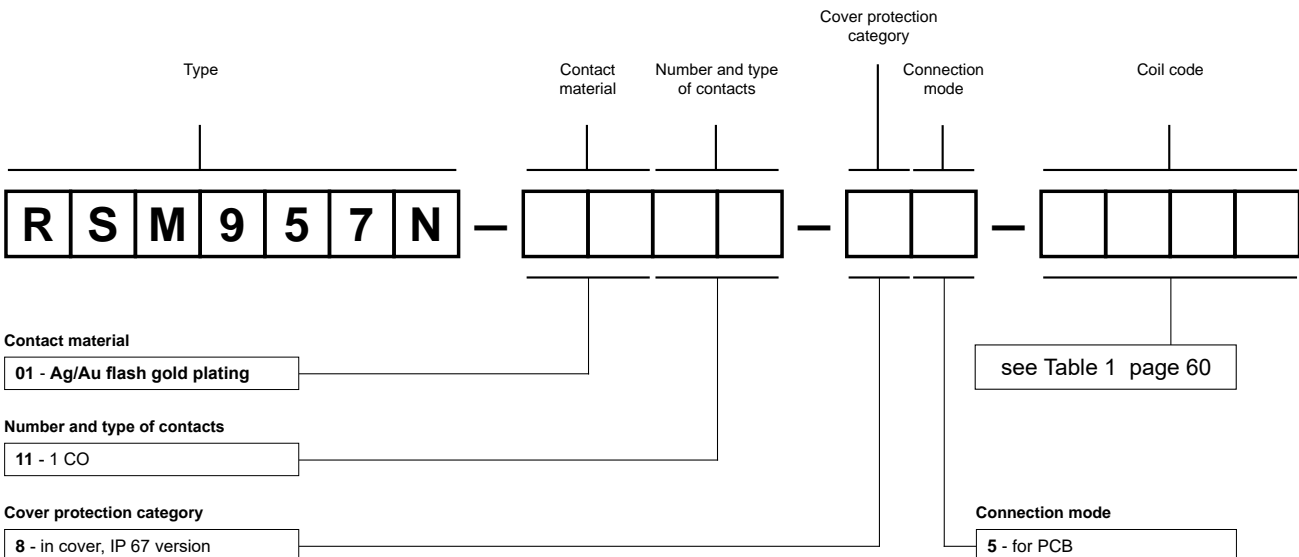 Cover protection
category
Type
Contact
material
Number and type
of contacts
Connection
mode
Coil code
R S M 9 5 7 N – – –
Contact material
01 - Ag/Au flash gold plating
see Table 1 page 60
Number and type of contacts
11 - 1 CO
Cover protection category
8 - in cover, IP 67 version
Connection mode
5 - for PCB